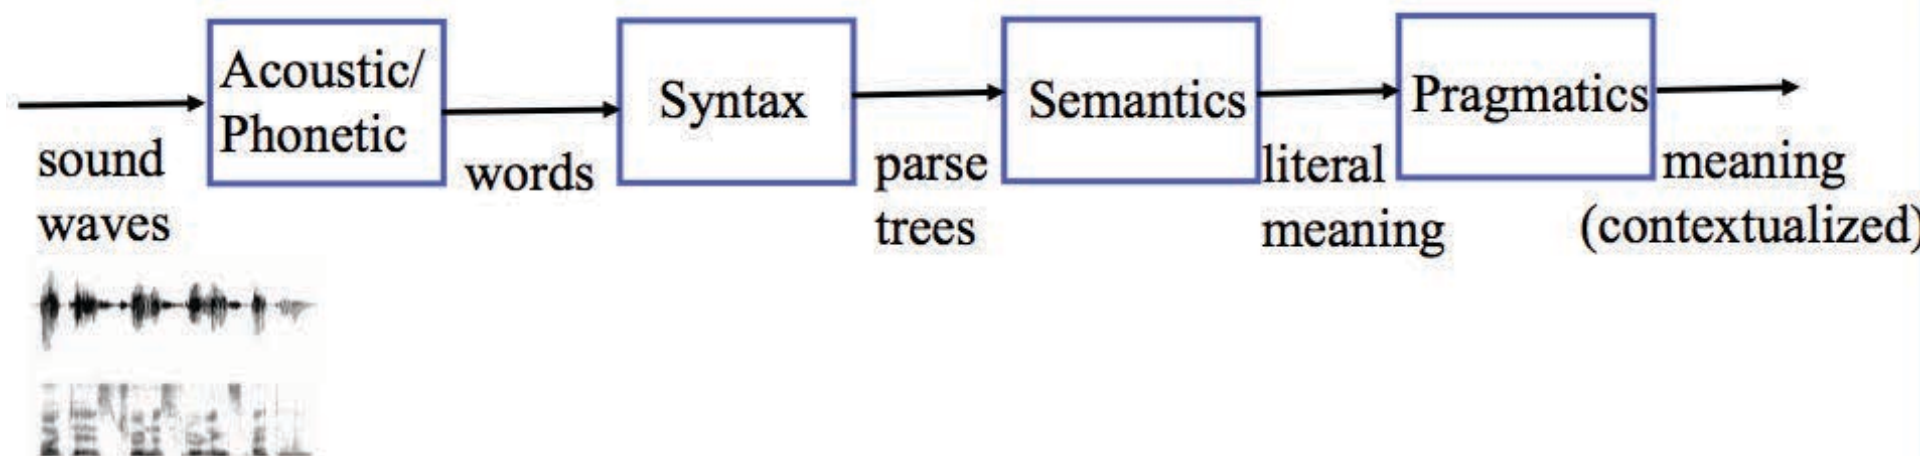 Acoustic/
Phonetic
Syntax
Semantics
Pragmatics
sound
waves
words
parse
trees
literal
meaning
meaning
(contextualized)